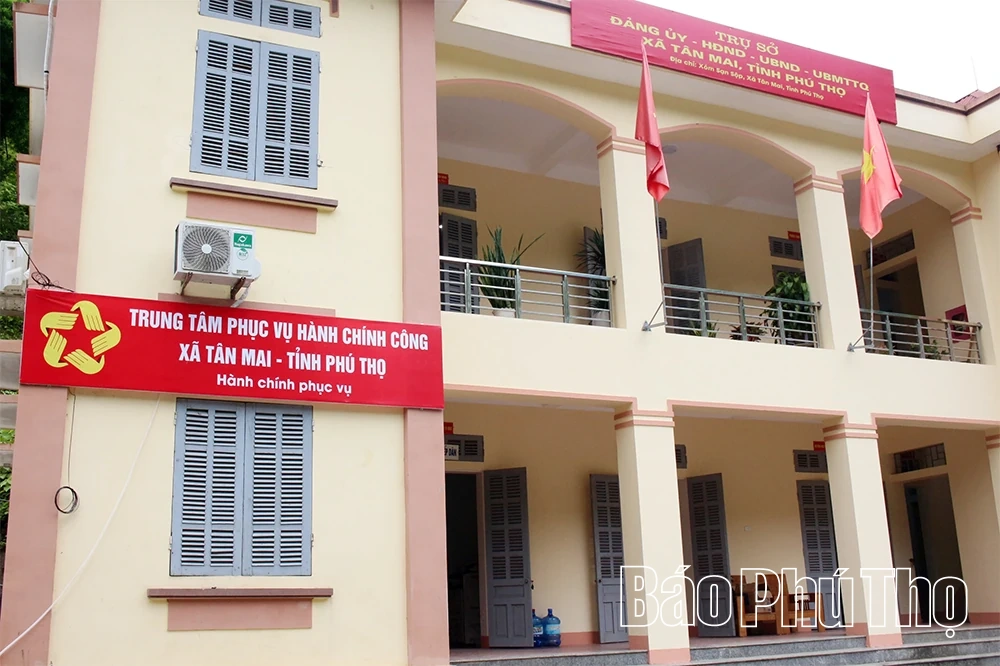 TRỤ SỞ
ĐẢNG ỦY - HĐND - UBND - UBMTTQ
XÃ TÂN MAI, TỈNH PHÚ THỌ
Địa chỉ: Xóm Bạn Sộp, Xã Tân Mai, Tỉnh Phú Thọ
TRUNG TÂM PHỤC VỤ HÀNH CHÍNH CÔNG
XÃ TÂN MAI - TỈNH PHÚ THỌ
Hành chính phục vụ
Báo Phú Thọ